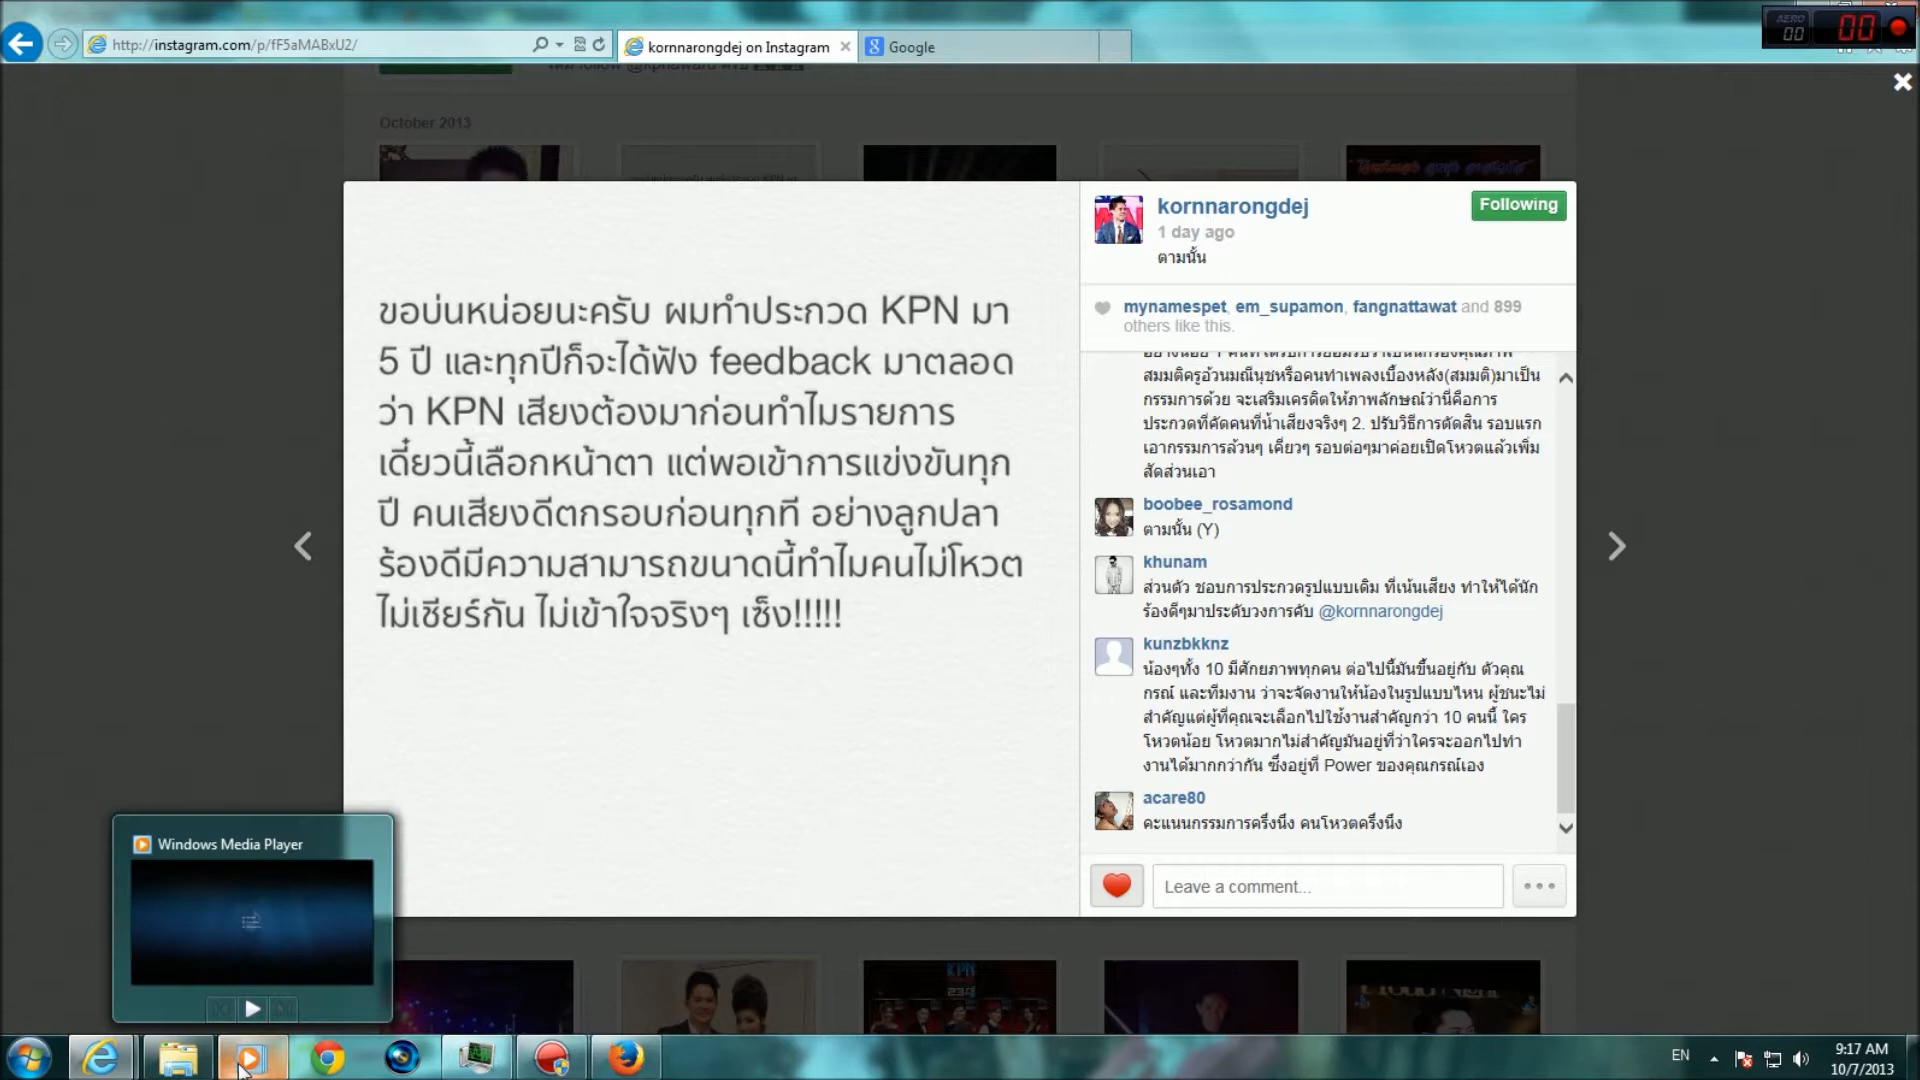 http://instagram.com/p/fF5aMABxU2/
kornnarongdej on Instagram
Google
AERO
00
00
October 2013
kornnarongdej
Following
1 day ago
ตามนั้น
mynamespet, em_supamon, fangnattawat and 899
others like this.
ขอบ่นหน่อยนะครับ ผมทำประกวด KPN มา
5 ปี และทุกปีก็จะได้ฟัง feedback มาตลอด
ว่า KPN เสียงต้องมาก่อนทำไมรายการ
เดี๋ยวนี้เลือกหน้าตา แต่พอเข้าการแข่งขันทุก
ปี คนเสียงดีตกรอบก่อนทุกที อย่างลูกปลา
ร้องดีมีความสามารถขนาดนี้ทำไมคนไม่โหวต
ไม่เชียร์กัน ไม่เข้าใจจริงๆ เซ็ง!!!!!
สมมติครูอ้วนมณีนุชหรือคนทำเพลงเบื้องหลัง(สมมติ)มาเป็น
กรรมการด้วย จะเสริมเครดิตให้ภาพลักษณ์ว่านี่คือการ
ประกวดที่คัดคนที่น้ำเสียงจริงๆ 2. ปรับวิธีการตัดสิน รอบแรก
เอากรรมการล้วนๆ เคี่ยวๆ รอบต่อๆมาค่อยเปิดโหวตแล้วเพิ่ม
สัดส่วนเอา
boobee_rosamond
ตามนั้น (Y)
khunam
ส่วนตัว ชอบการประกวดรูปแบบเดิม ที่เน้นเสียง ทำให้ได้นัก
ร้องดีๆมาประดับวงการคับ @kornnarongdej
kunzbkknz
น้องๆทั้ง 10 มีศักยภาพทุกคน ต่อไปนี้มันขึ้นอยู่กับ ตัวคุณ
กรณ์ และทีมงาน ว่าจะจัดงานให้น้องในรูปแบบไหน ผู้ชนะไม่
สำคัญแต่ผู้ที่คุณจะเลือกไปใช้งานสำคัญกว่า 10 คนนี้ ใคร
โหวตน้อย โหวตมากไม่สำคัญมันอยู่ที่ว่าใครจะออกไปทำ
งานได้มากกว่ากัน ซึ่งอยู่ที่ Power ของคุณกรณ์เอง
acare80
คะแนนกรรมการครึ่งนึง คนโหวตครึ่งนึง
Leave a comment...
Windows Media Player
KPN
EN
9:17 AM
10/7/2013